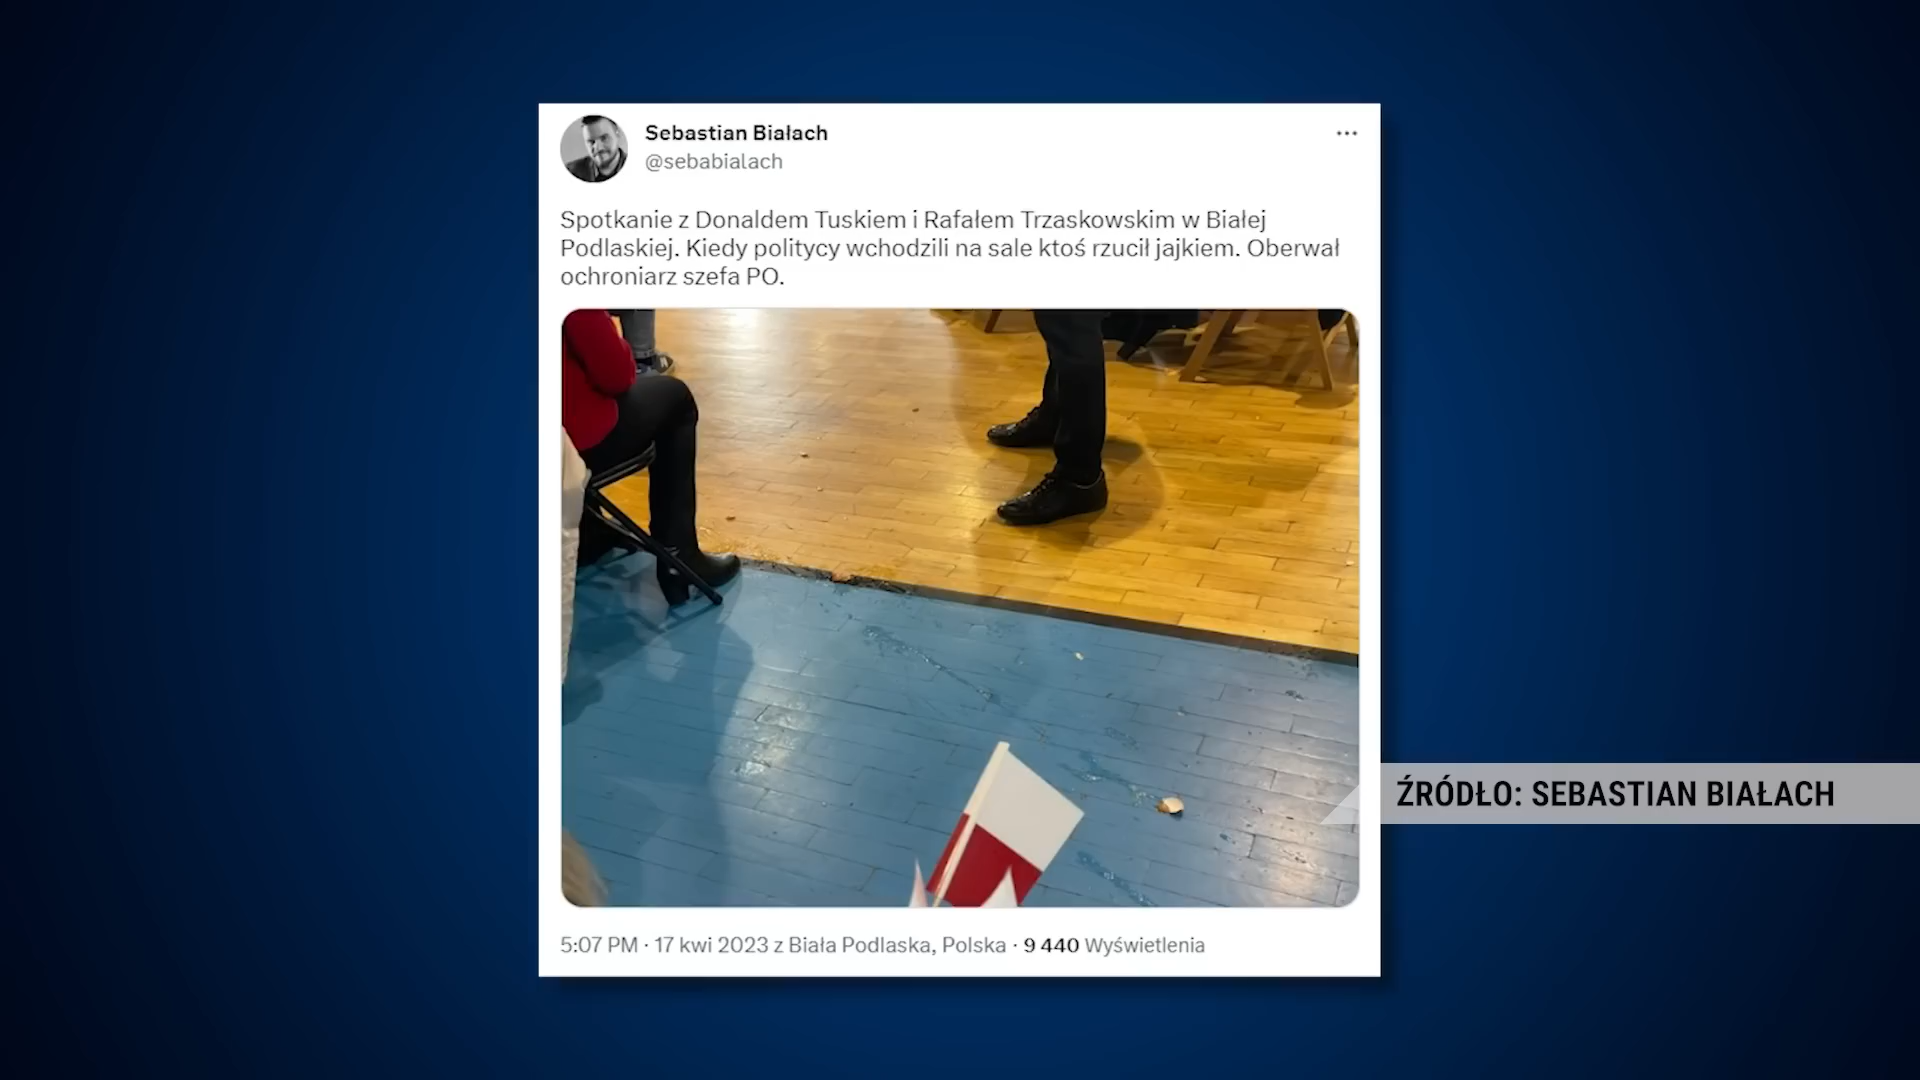 Sebastian Białach
@sebabialach
Spotkanie z Donaldem Tuskiem i Rafałem Trzaskowskim w Białej
Podlaskiej. Kiedy politycy wchodzili na sale ktoś rzucił jajkiem. Oberwał
ochroniarz szefa PO.
ŹRÓDŁO: SEBASTIAN BIAŁACH
5:07 PM · 17 kwi 2023 z Biała Podlaska, Polska · 9 440 Wyświetlenia